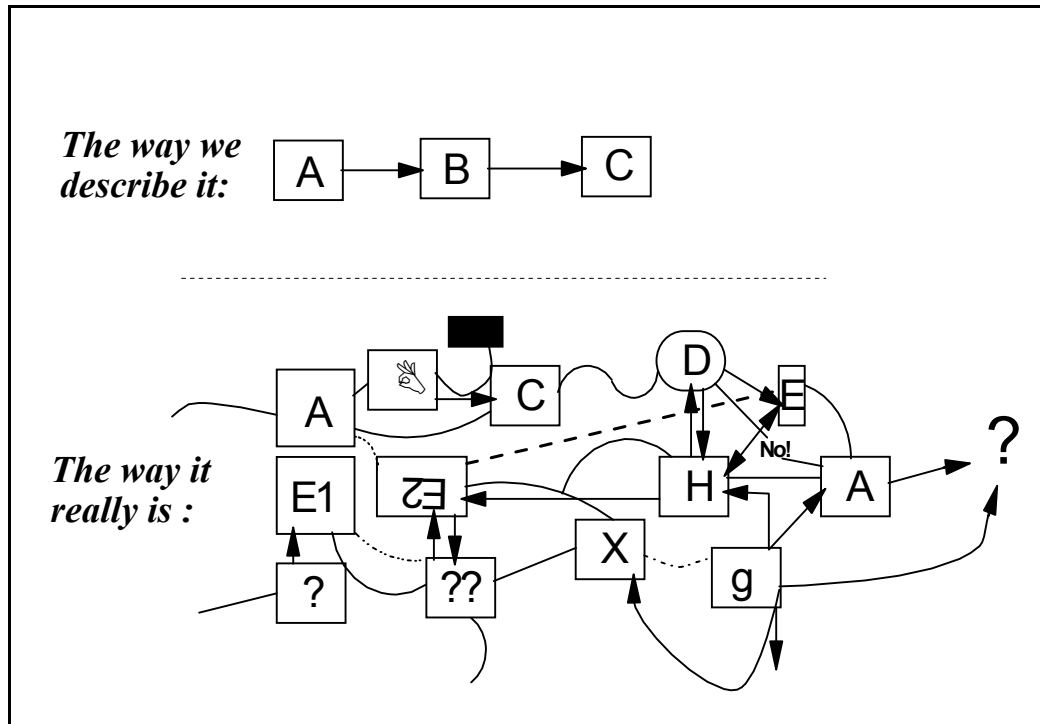 The way we
describe it:
A
B
C
A
C
D
E
No!
?
The way it
really is :
E1
E2
H
A
?
??
X
g